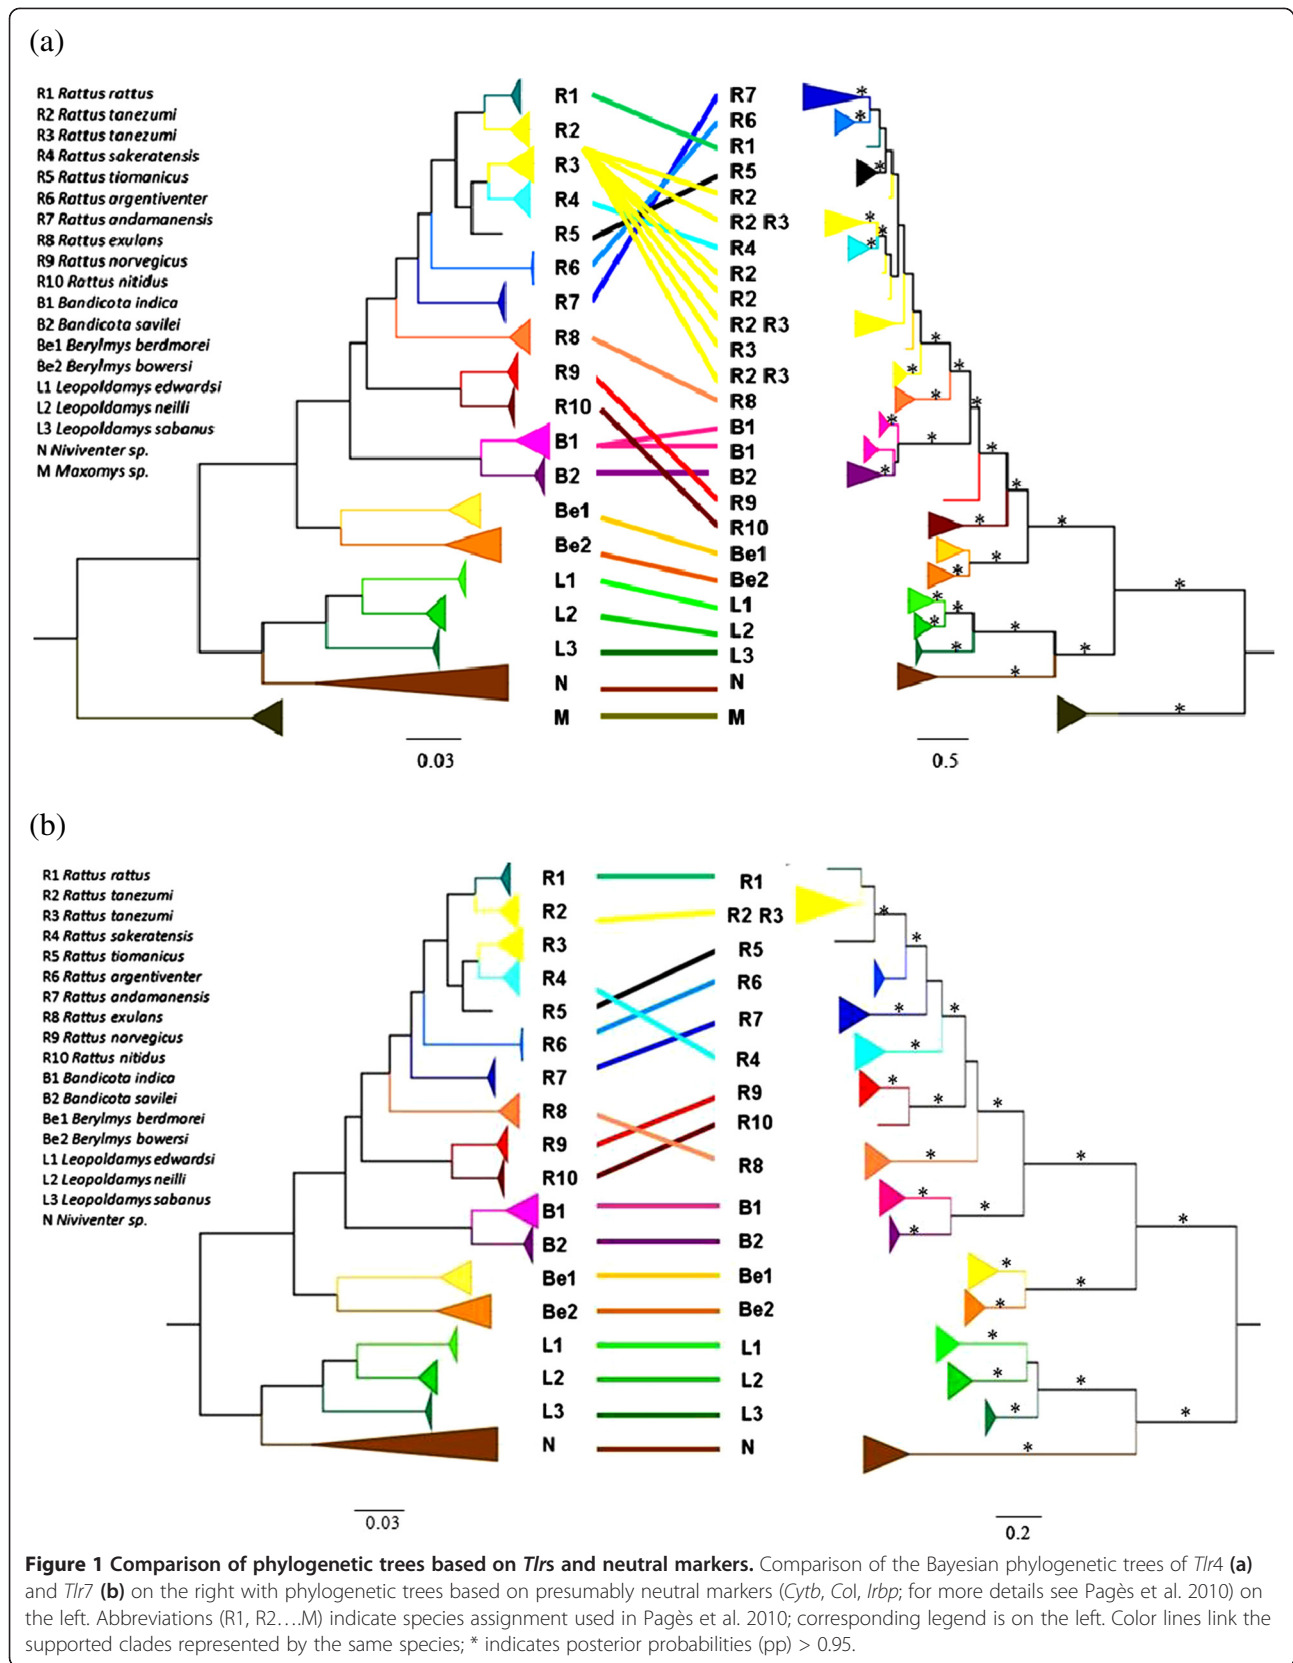 (a)
R1 Rattus rattus
R2 Rattus tanezumi
R3 Rattus tanezumi
R4 Rattus sakeratensis
R5 Rattus tiomanicus
R6 Rattus argentiventer
R7 Rattus andamanensis
R8 Rattus exulans
R9 Rattus norvegicus
R10 Rattus nitidus
B1 Bandicota indica
B2 Bandicota savilei
Be1 Berylmys berdmorei
Be2 Berylmys bowersi
L1 Leopoldamys edwardsi
L2 Leopoldamys neilli
L3 Leopoldamys sabanus
N Niviventer sp.
M Maxomys sp.
R1
R2
R3
R4
R5
R6
R7
R8
R9
R10
B1
B2
Be1
Be2
L1
L2
L3
N
M
R7
R6
R1
R5
R2
R2 R3
R4
R2
R2
R2 R3
R3
R2 R3
R8
B1
B1
B2
R9
R10
Be1
Be2
L1
L2
L3
N
M
0.03
0.5
(b)
R1 Rattus rattus
R2 Rattus tanezumi
R3 Rattus tanezumi
R4 Rattus sakeratensis
R5 Rattus tiomanicus
R6 Rattus argentiventer
R7 Rattus andamanensis
R8 Rattus exulans
R9 Rattus norvegicus
R10 Rattus nitidus
B1 Bandicota indica
B2 Bandicota savilei
Be1 Berylmys berdmorei
Be2 Berylmys bowersi
L1 Leopoldamys edwardsi
L2 Leopoldamys neilli
L3 Leopoldamys sabanus
N Niviventer sp.
R1
R2
R3
R4
R5
R6
R7
R8
R9
R10
B1
B2
Be1
Be2
L1
L2
L3
N
R1
R2 R3
R5
R6
R7
R4
R9
R10
R8
B1
B2
Be1
Be2
L1
L2
L3
N
0.03
0.2
Figure 1 Comparison of phylogenetic trees based on Tlrs and neutral markers. Comparison of the Bayesian phylogenetic trees of Tlr4 (a)
and Tlr7 (b) on the right with phylogenetic trees based on presumably neutral markers (Cytb, CoI, Irbp; for more details see Pagès et al. 2010) on
the left. Abbreviations (R1, R2….M) indicate species assignment used in Pagès et al. 2010; corresponding legend is on the left. Color lines link the
supported clades represented by the same species; * indicates posterior probabilities (pp) > 0.95.